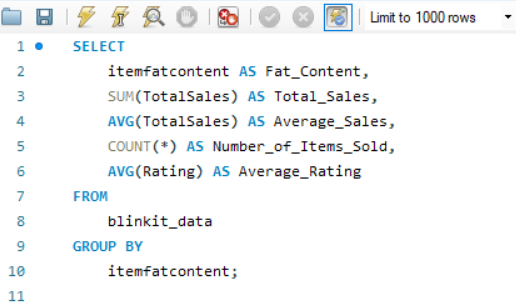 Limit to 1000 rows
1 SELECT
2 itemfatcontent AS Fat_Content,
3 SUM(TotalSales) AS Total_Sales,
4 AVG(TotalSales) AS Average_Sales,
5 COUNT(*) AS Number_of_Items_Sold,
6 AVG(Rating) AS Average_Rating
7 FROM
8 blinkit_data
9 GROUP BY
10 itemfatcontent;
11